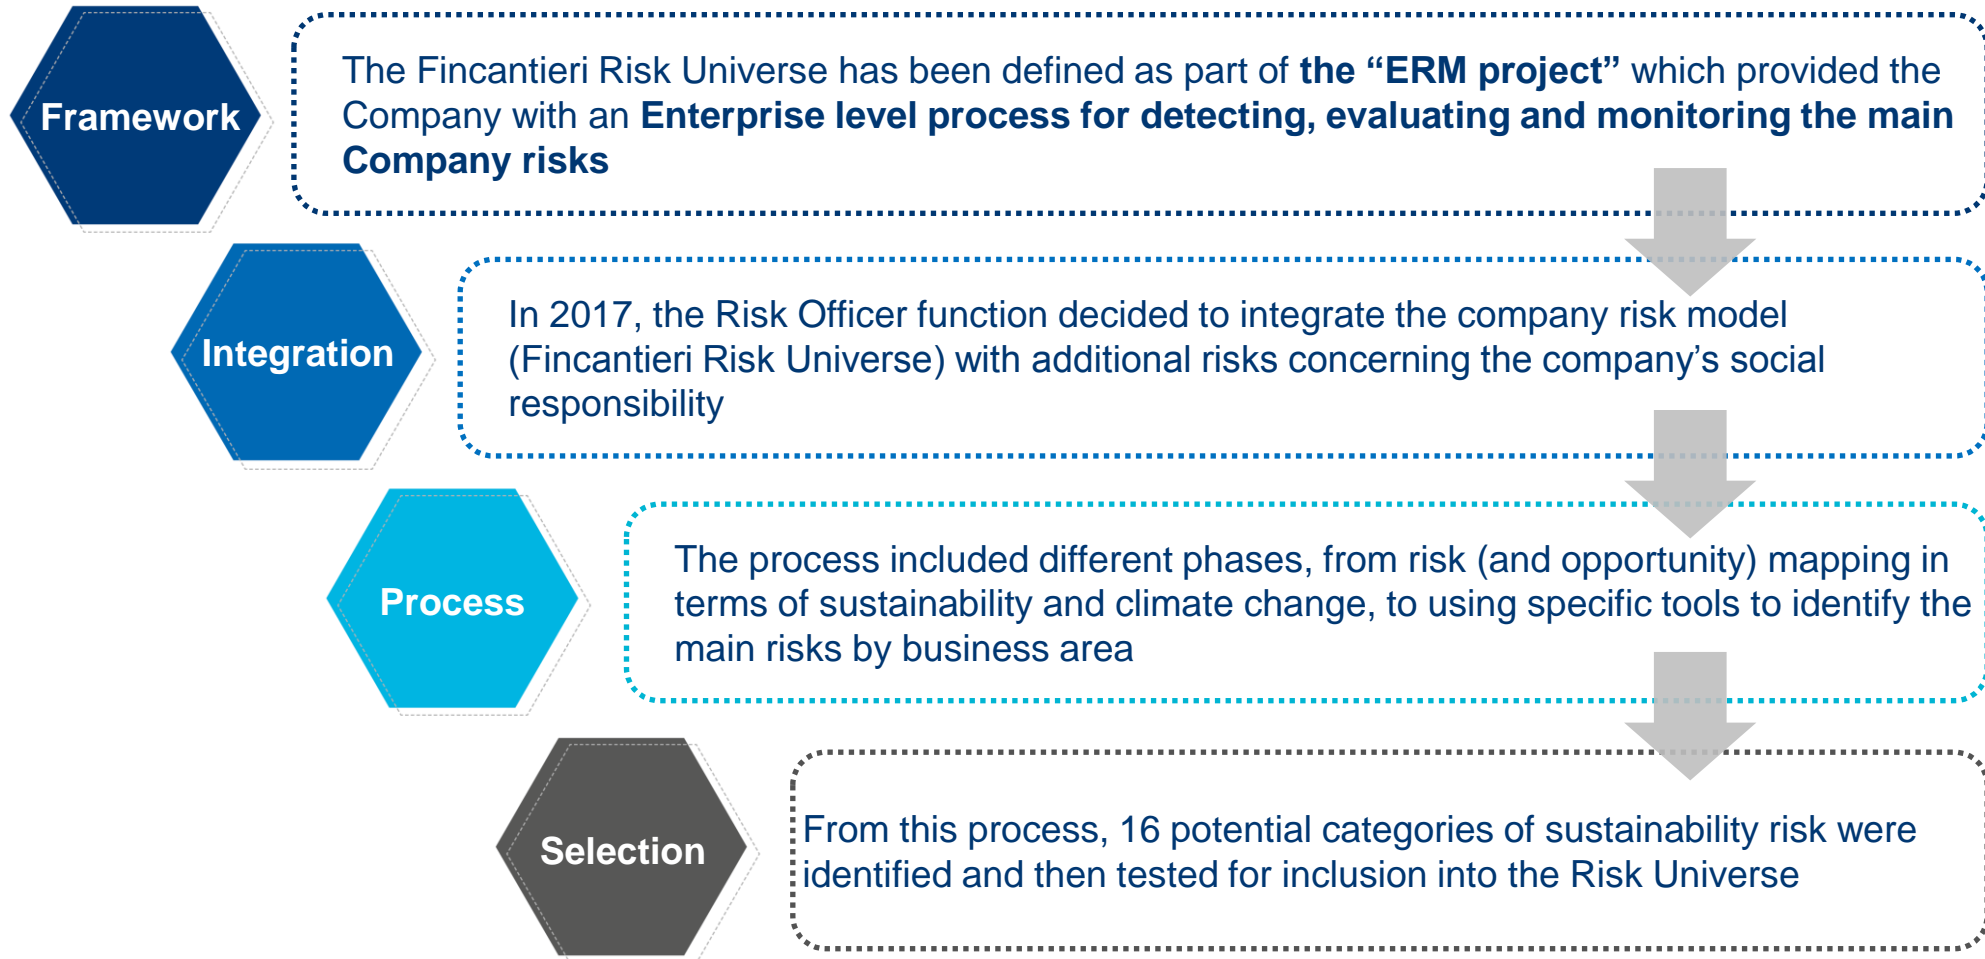 Framework
The Fincantieri Risk Universe has been defined as part of the “ERM project” which provided the
Company with an Enterprise level process for detecting, evaluating and monitoring the main
Company risks
Integration
In 2017, the Risk Officer function decided to integrate the company risk model
(Fincantieri Risk Universe) with additional risks concerning the company’s social
responsibility
Process
The process included different phases, from risk (and opportunity) mapping in
terms of sustainability and climate change, to using specific tools to identify the
main risks by business area
Selection
From this process, 16 potential categories of sustainability risk were
identified and then tested for inclusion into the Risk Universe